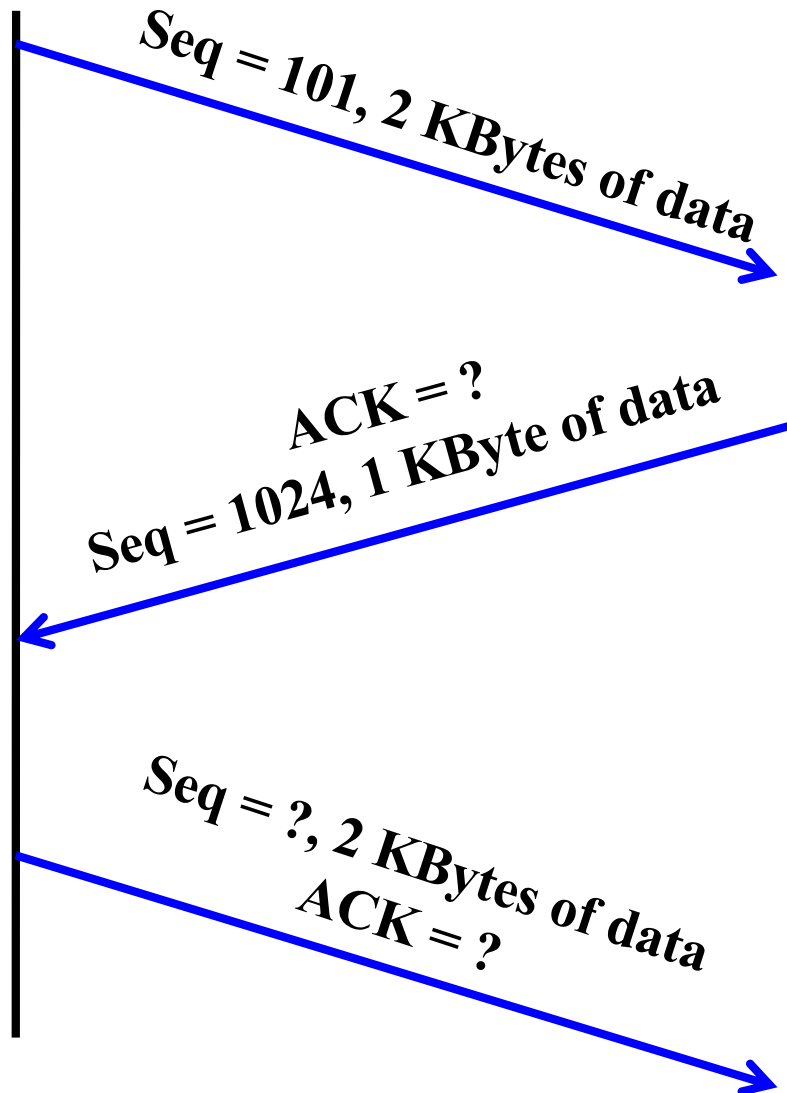 Seq = 101, 2 KBytes of data
ACK = ?
Seq = 1024, 1 KByte of data
Seq = ?, 2 KBytes of data
ACK = ?